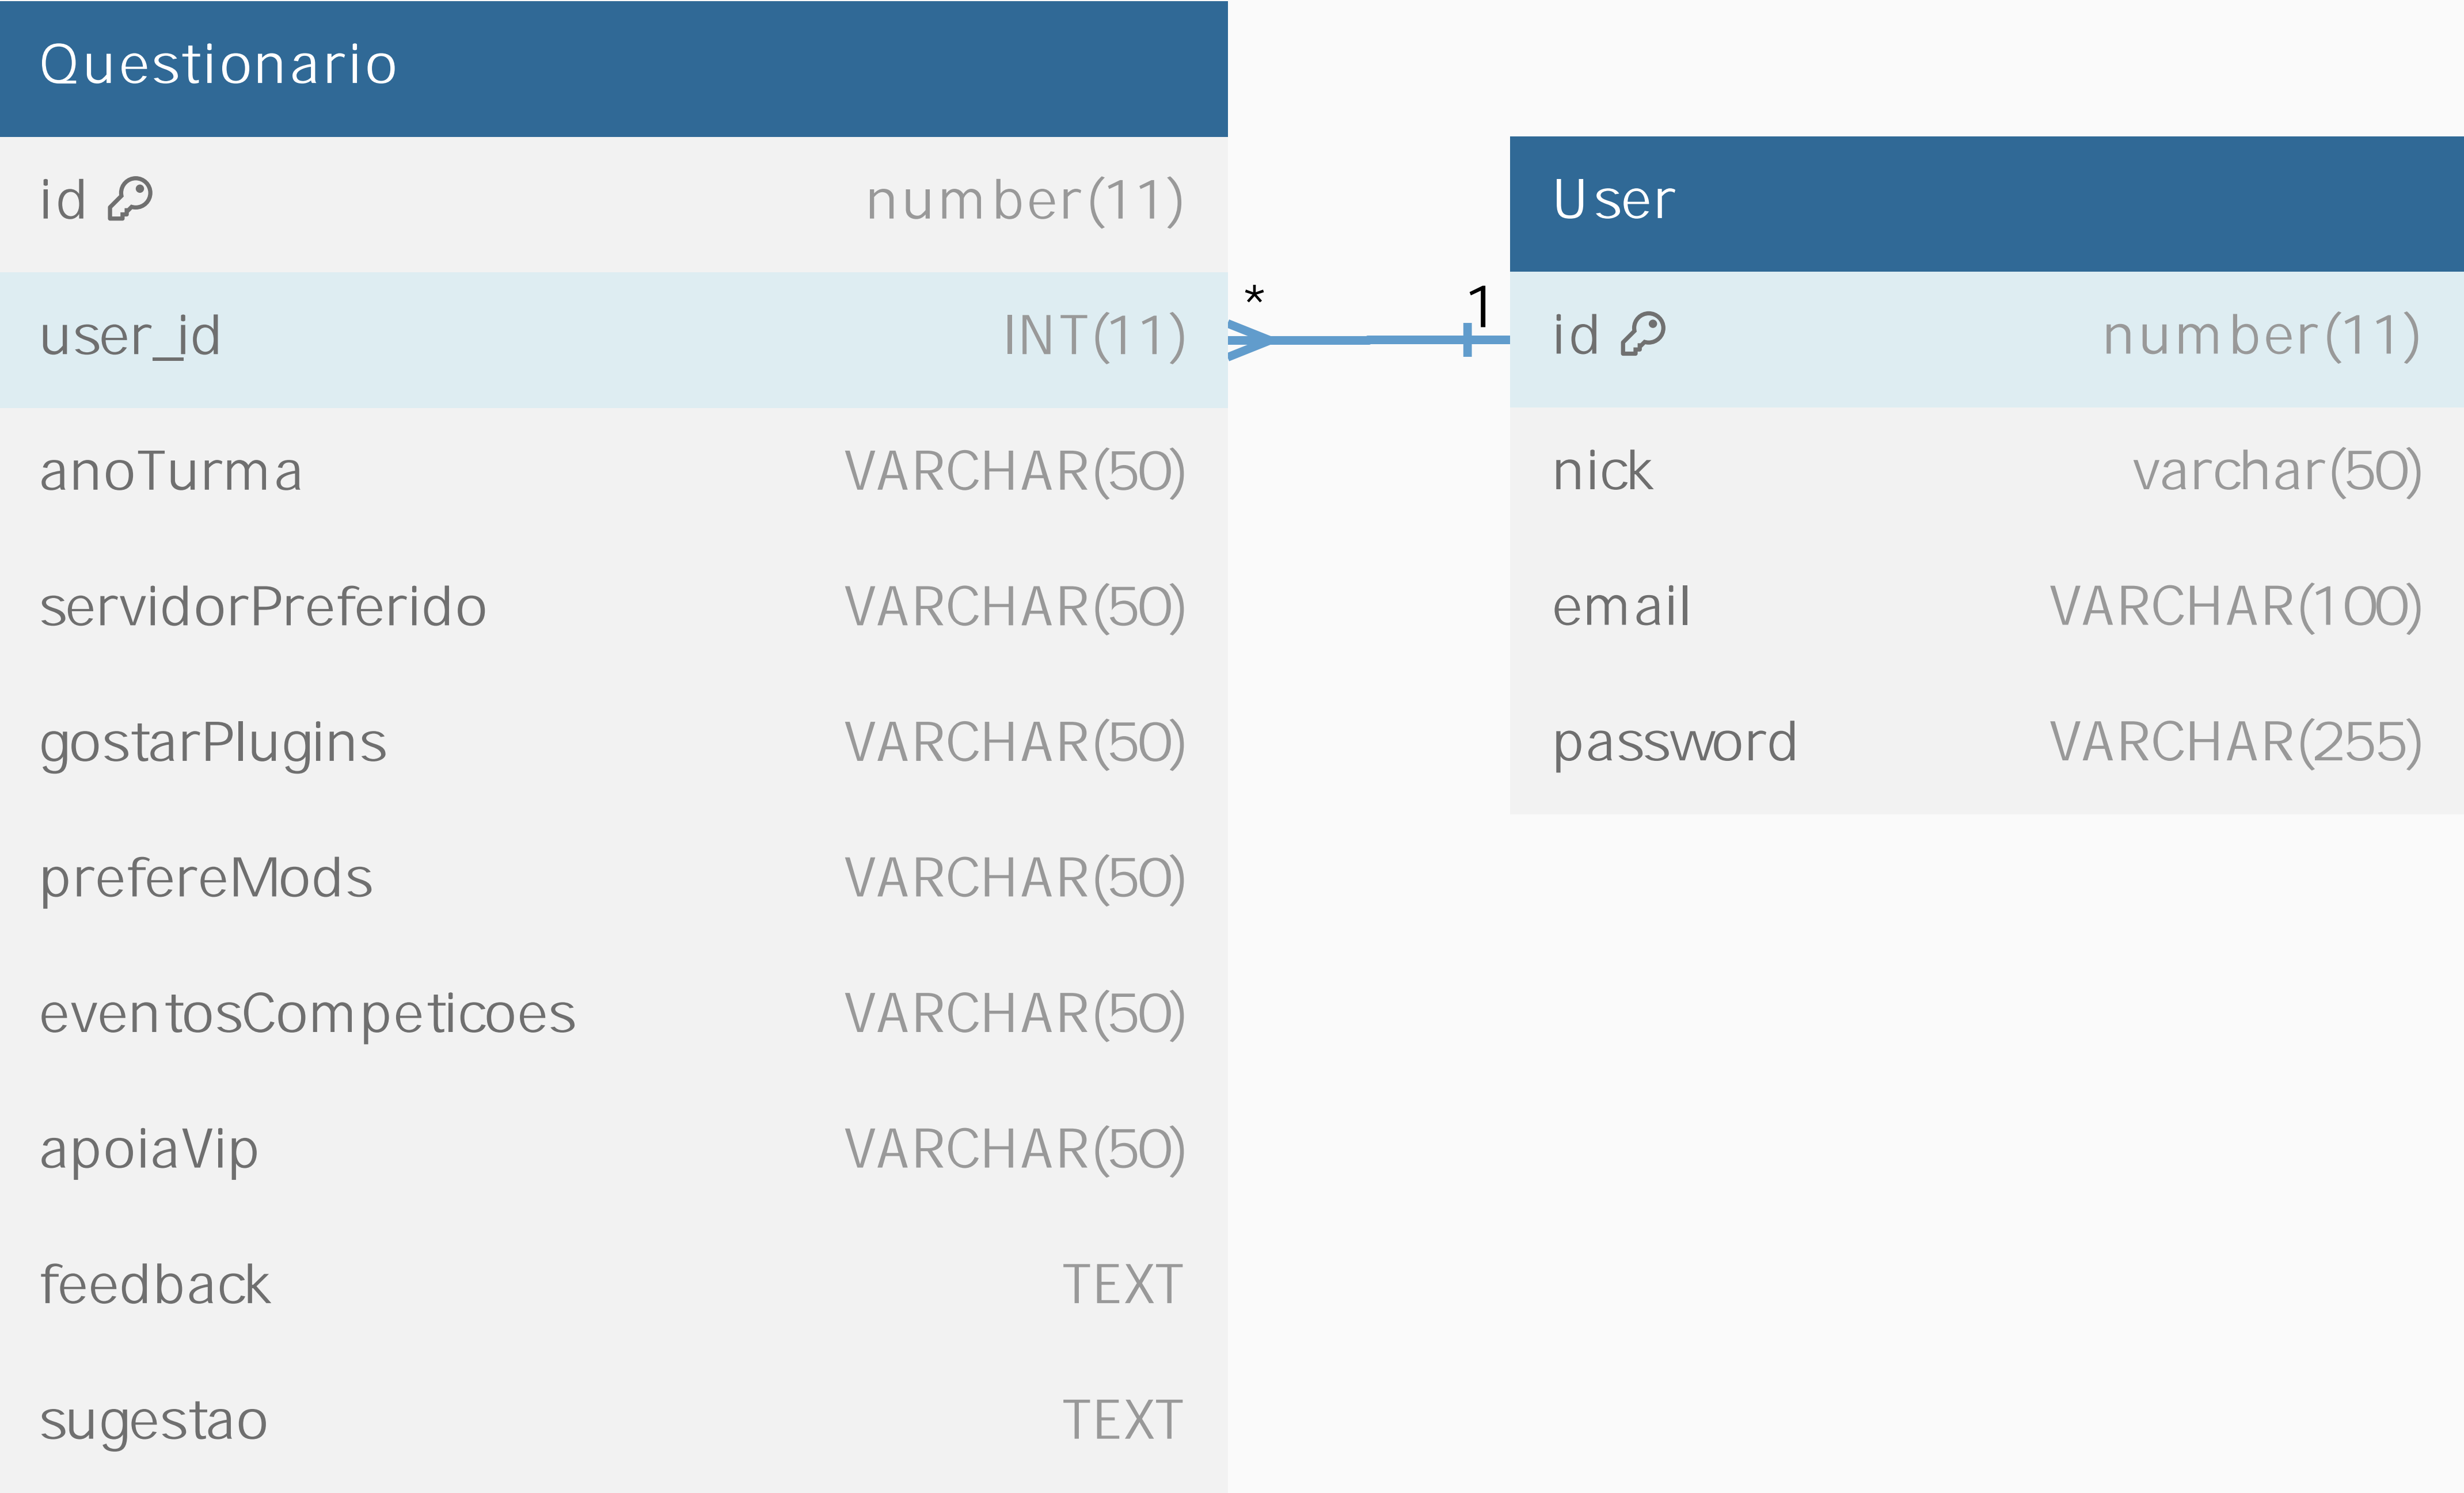 Questionario
id number(11)
user_id INT(11)
anoTurma VARCHAR(50)
servidorPreferido VARCHAR(50)
gostarPlugins VARCHAR(50)
prefereMods VARCHAR(50)
eventosCompeticoes VARCHAR(50)
apoiaVip VARCHAR(50)
feedback TEXT
sugestao TEXT
* 1
User
id number(11)
nick varchar(50)
email VARCHAR(100)
password VARCHAR(255)